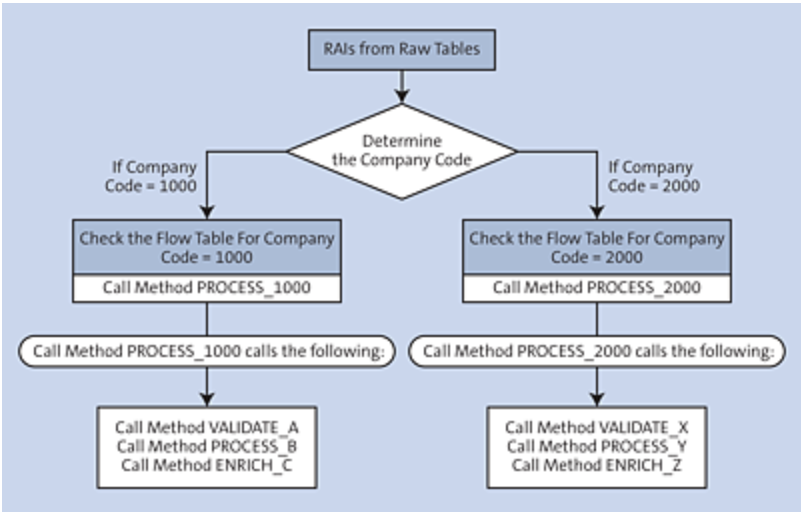 RAIs from Raw Tables
Determine
the Company Code
If Company
Code = 1000
If Company
Code = 2000
Check the Flow Table For Company
Code = 1000
Call Method PROCESS_1000
Check the Flow Table For Company
Code = 2000
Call Method PROCESS_2000
Call Method PROCESS_1000 calls the following:
Call Method PROCESS_2000 calls the following:
Call Method VALIDATE_A
Call Method PROCESS_B
Call Method ENRICH_C
Call Method VALIDATE_X
Call Method PROCESS_Y
Call Method ENRICH_Z